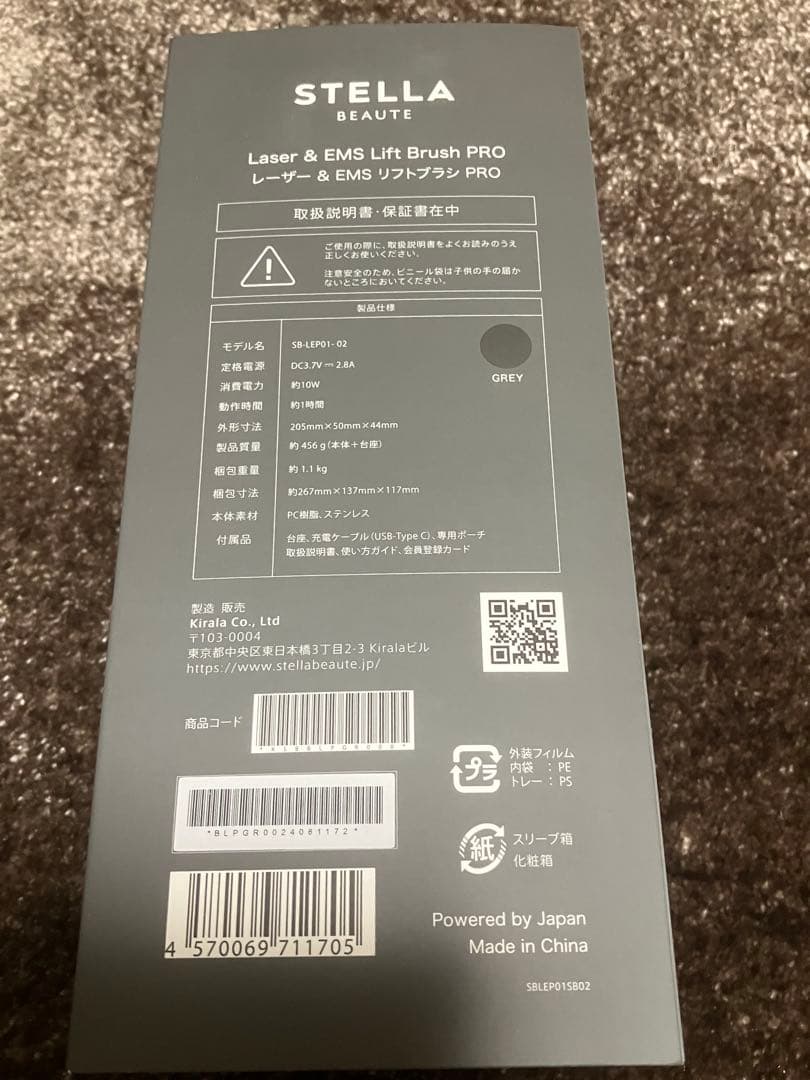 STELLA
BEAUTE
Laser & EMS Lift Brush PRO
レーザー & EMS リフトブラシ PRO
取扱説明書・保証書在中
ご使用の際に、取扱説明書をよくお読みのうえ
正しくお使いください。
注意安全のため、ビニール袋は子供の手の届か
ないところにおいてください。
製品仕様
モデル名 SB-LEP01- 02
定格電源 DC3.7V⎓2.8A
消費電力 約10W
動作時間 約1時間
外形寸法 205mm×50mm×44mm
製品質量 約 456 g（本体＋台座）
梱包重量 約 1.1 kg
梱包寸法 約267mm×137mm×117mm
本体素材 PC樹脂、ステンレス
付属品 台座、充電ケーブル（USB-Type C）、専用ポーチ
取扱説明書、使い方ガイド、会員登録カード
GREY
製造 販売
Kirala Co., Ltd
〒103-0004
東京都中央区東日本橋3丁目2-3 Kiralaビル
https://www.stellabeaute.jp/
商品コード
*BLPGR0024081172*
4 570069 711705
プラ
外装フィルム
内袋 ： PE
トレー ： PS
紙
スリーブ箱
化粧箱
Powered by Japan
Made in China
SBLEP01SB02